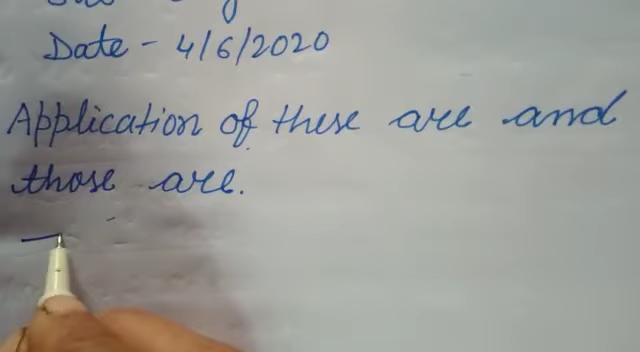 Date - 4/6/2020
Application of these are and
those are.